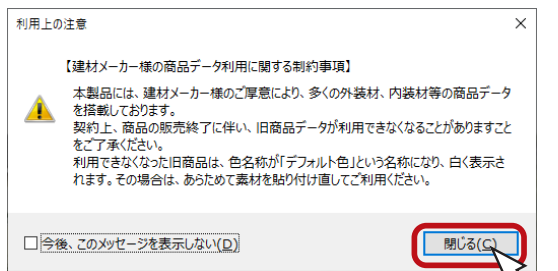 利用上の注意
【建材メーカー様の商品データ利用に関する制約事項】
本製品には、建材メーカー様のご厚意により、多くの外装材、内装材等の商品データ
を搭載しております。
契約上、商品の販売終了に伴い、旧商品データが利用できなくなることがありますこと
をご了承ください。
利用できなくなった旧商品は、色名称が「デフォルト色」という名称になり、白く表示さ
れます。その場合は、あらためて素材を貼り付け直してご利用ください。
今後、このメッセージを表示しない(D)
閉じる(C)